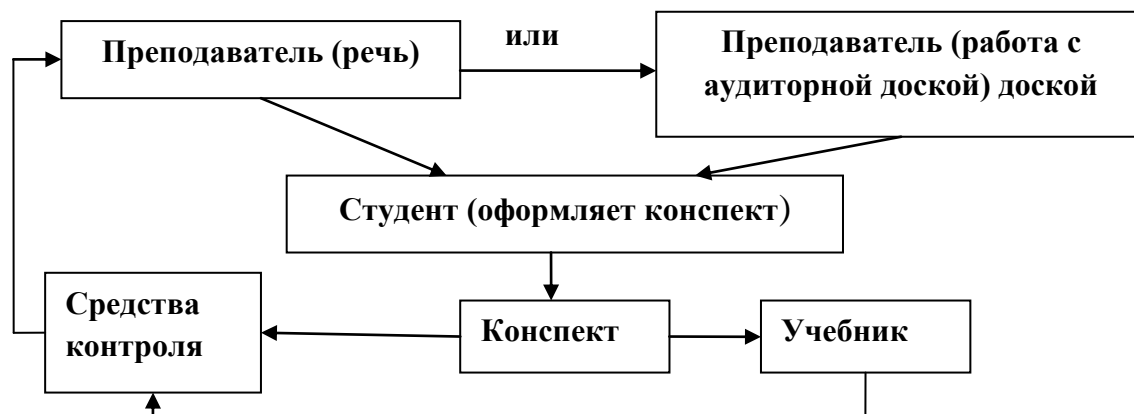 Преподаватель (речь)
или
Преподаватель (работа с
аудиторной доской) доской
Студент (оформляет конспект)
Средства
контроля
Конспект
Учебник